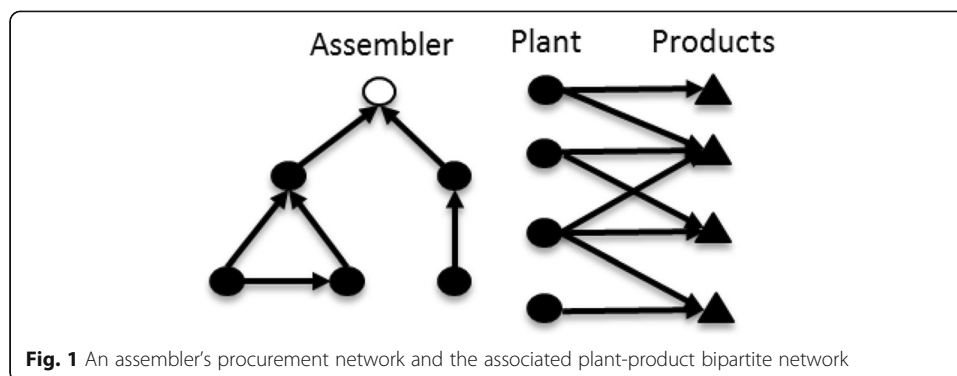 Assembler Plant Products
Fig. 1 An assembler's procurement network and the associated plant-product bipartite network